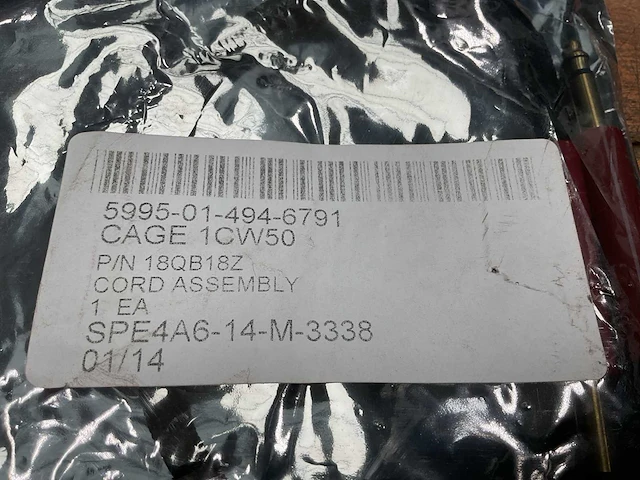 5995-01-494-6791
CAGE 1CW50
P/N 18QB18Z
CORD ASSEMBLY
1 EA
SPE4A6-14-M-3338
01/14